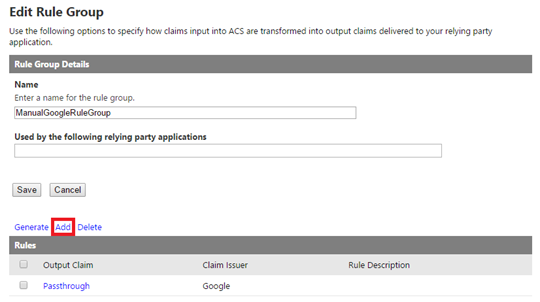 Edit Rule Group
Use the following options to specify how claims input into ACS are transformed into output claims delivered to your relying party
application.
Rule Group Details
Name
Enter a name for the rule group.
ManualGoogleRuleGroup
Used by the following relying party applications
Save Cancel
Generate Add Delete
Rules
Output Claim Claim Issuer Rule Description
Passthrough Google